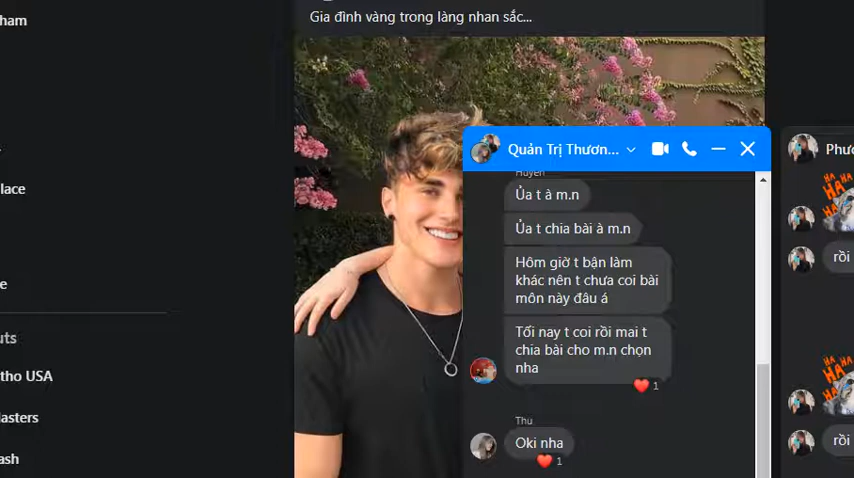 ham
Gia đình vàng trong làng nhan sắc...
lace
e
uts
tho USA
lasters
ash
Quản Trị Thươn...
Huyền
Ủa t à m.n
Ủa t chia bài à m.n
Hôm giờ t bận làm
khác nên t chưa coi bài
môn này đâu á
Tối nay t coi rồi mai t
chia bài cho m.n chọn
nha
1
Thu
Oki nha
1
Phươ
HA HA HA
rồi
HA HA HA
rồi